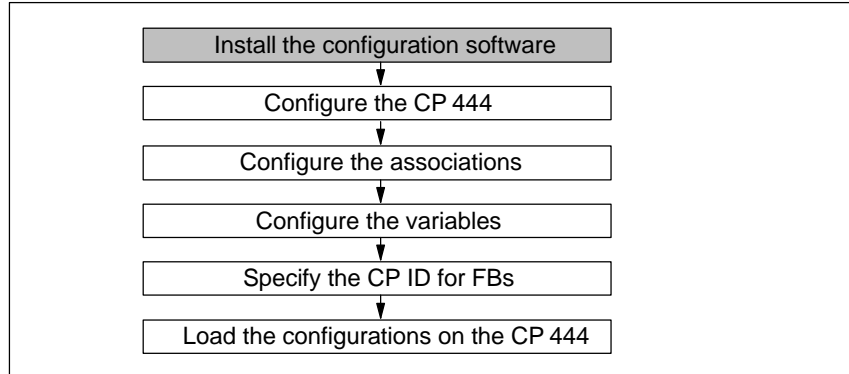 Install the configuration software
Configure the CP 444
Configure the associations
Configure the variables
Specify the CP ID for FBs
Load the configurations on the CP 444